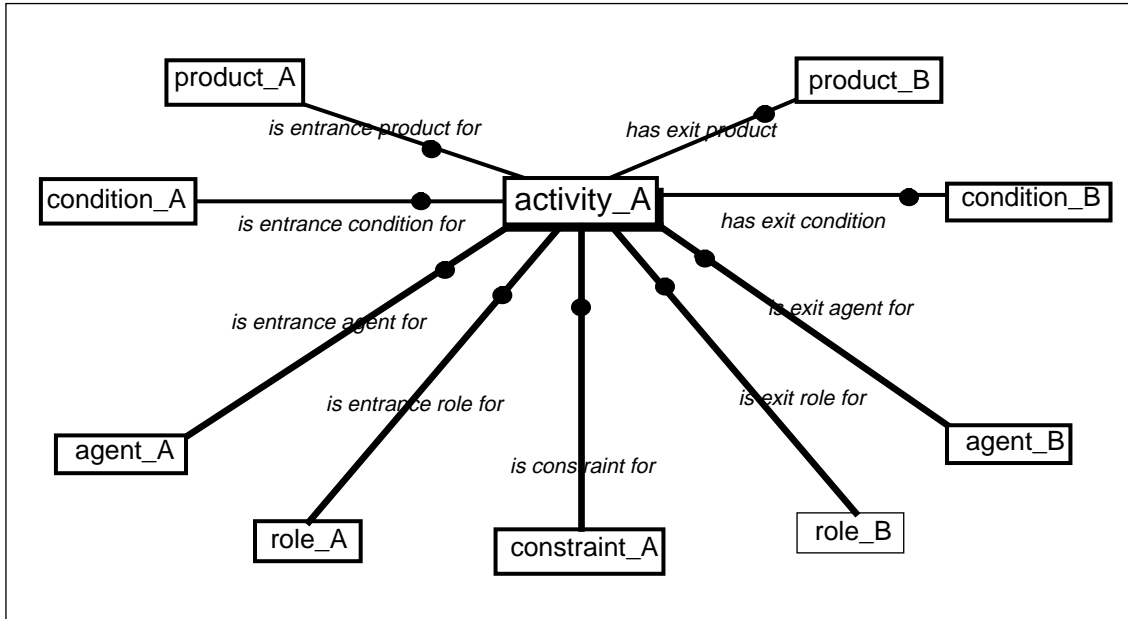 product_A
product_B
is entrance product for
has exit product
condition_A
activity_A
condition_B
is entrance condition for
has exit condition
is entrance agent for
is exit agent for
is entrance role for
is exit role for
agent_A
agent_B
is constraint for
role_A
constraint_A
role_B